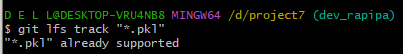 D E L L@DESKTOP-VRU4NB8 MINGW64 /d/project7 (dev_rapipa)
$ git lfs track "*.pkl"
"*.pkl" already supported